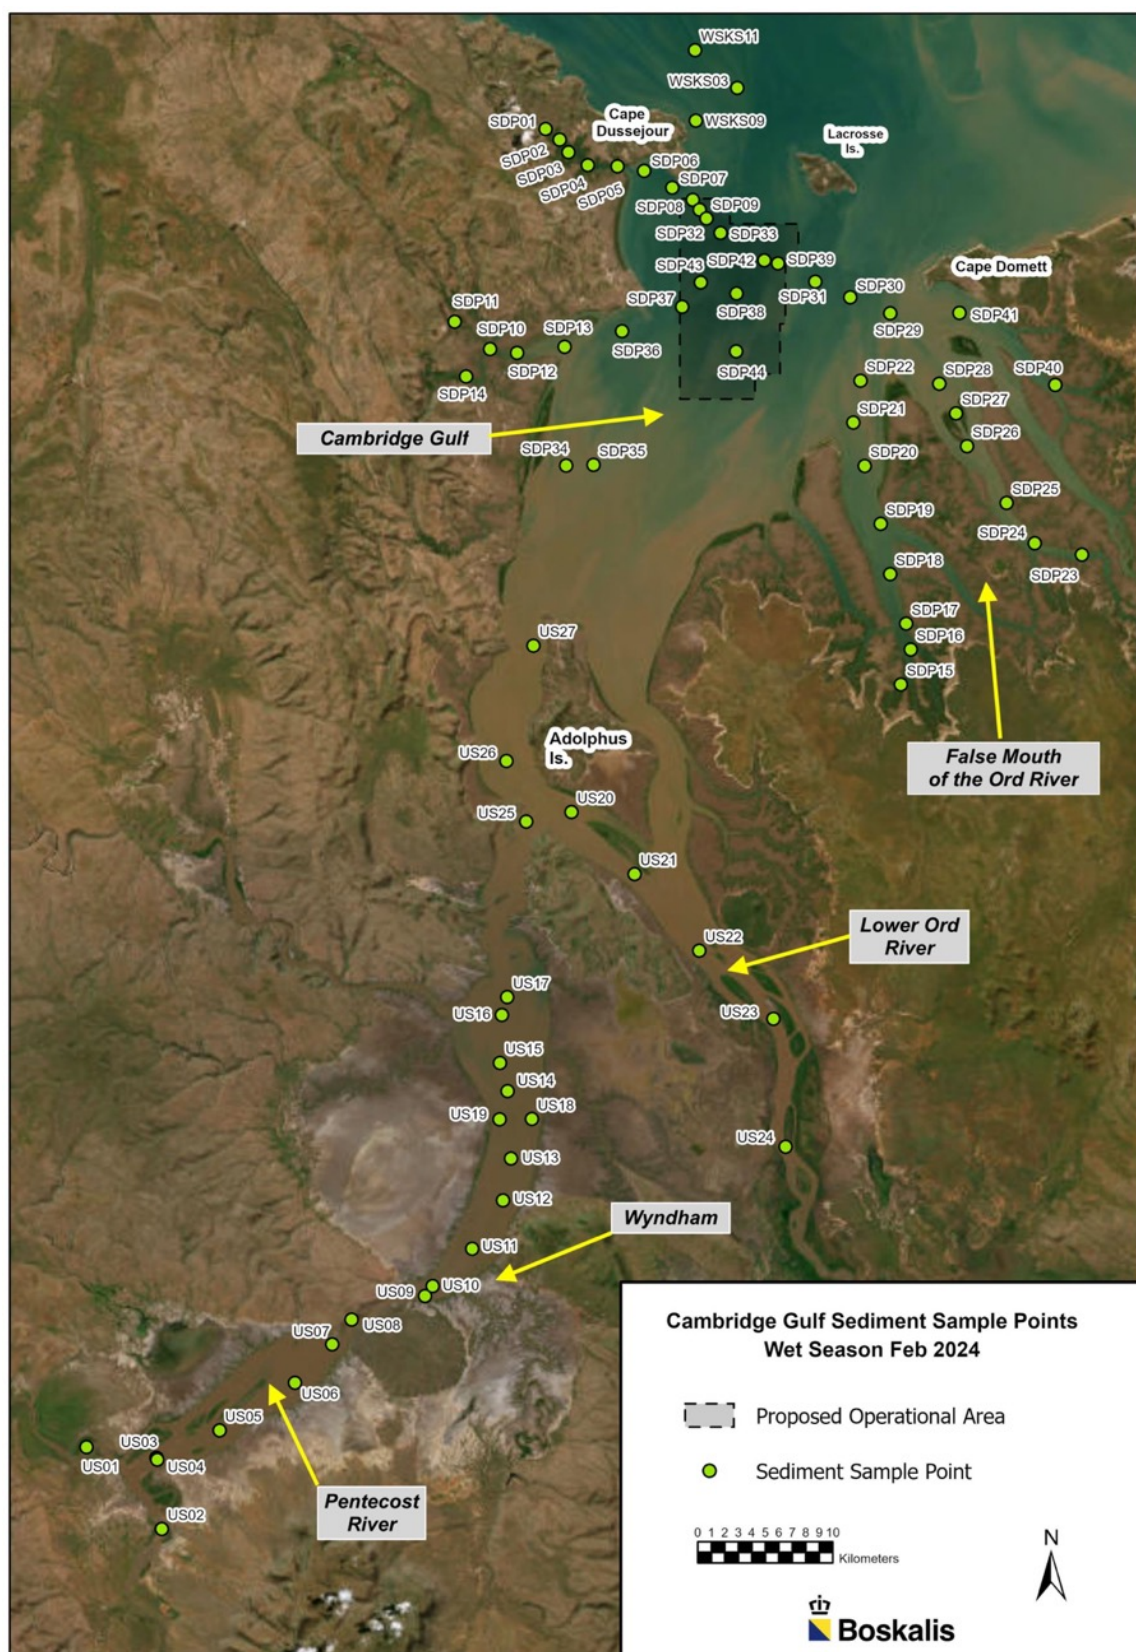 WSKS11
WSKS03
WSKS09
Cape
Dussejour
Lacrosse
Is.
SDP01
SDP02
SDP03
SDP04
SDP05
SDP06
SDP07
SDP08
SDP09
SDP32
SDP33
SDP42
SDP39
SDP43
SDP31
SDP30
Cape Domett
SDP37
SDP38
SDP29
SDP41
SDP11
SDP10
SDP13
SDP36
SDP12
SDP14
SDP44
SDP22
SDP28
SDP40
SDP27
SDP21
SDP26
Cambridge Gulf
SDP34
SDP35
SDP20
SDP25
SDP19
SDP24
SDP23
SDP18
SDP17
SDP16
SDP15
US27
Adolphus
Is.
US26
False Mouth
of the Ord River
US20
US25
US21
Lower Ord
River
US22
US17
US16
US23
US15
US14
US19
US18
US24
US13
US12
Wyndham
US11
US10
US09
US08
US07
US06
US05
US03
US04
US01
US02
Pentecost
River
Cambridge Gulf Sediment Sample Points
Wet Season Feb 2024
Proposed Operational Area
Sediment Sample Point
0 1 2 3 4 5 6 7 8 9 10
Kilometers
N
Boskalis